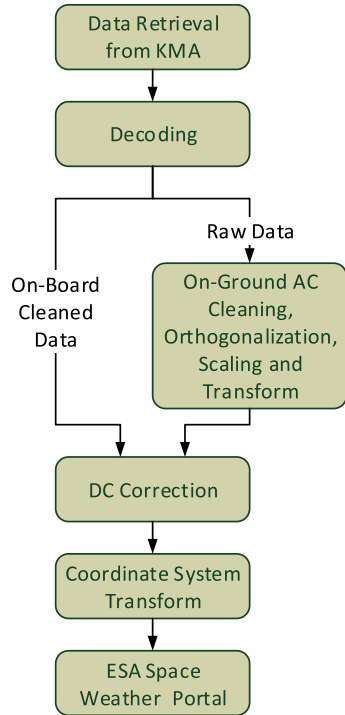 Data Retrieval
from KMA
Decoding
Raw Data
On-Board
Cleaned
Data
On-Ground AC
Cleaning,
Orthogonalization,
Scaling and
Transform
DC Correction
Coordinate System
Transform
ESA Space
Weather Portal